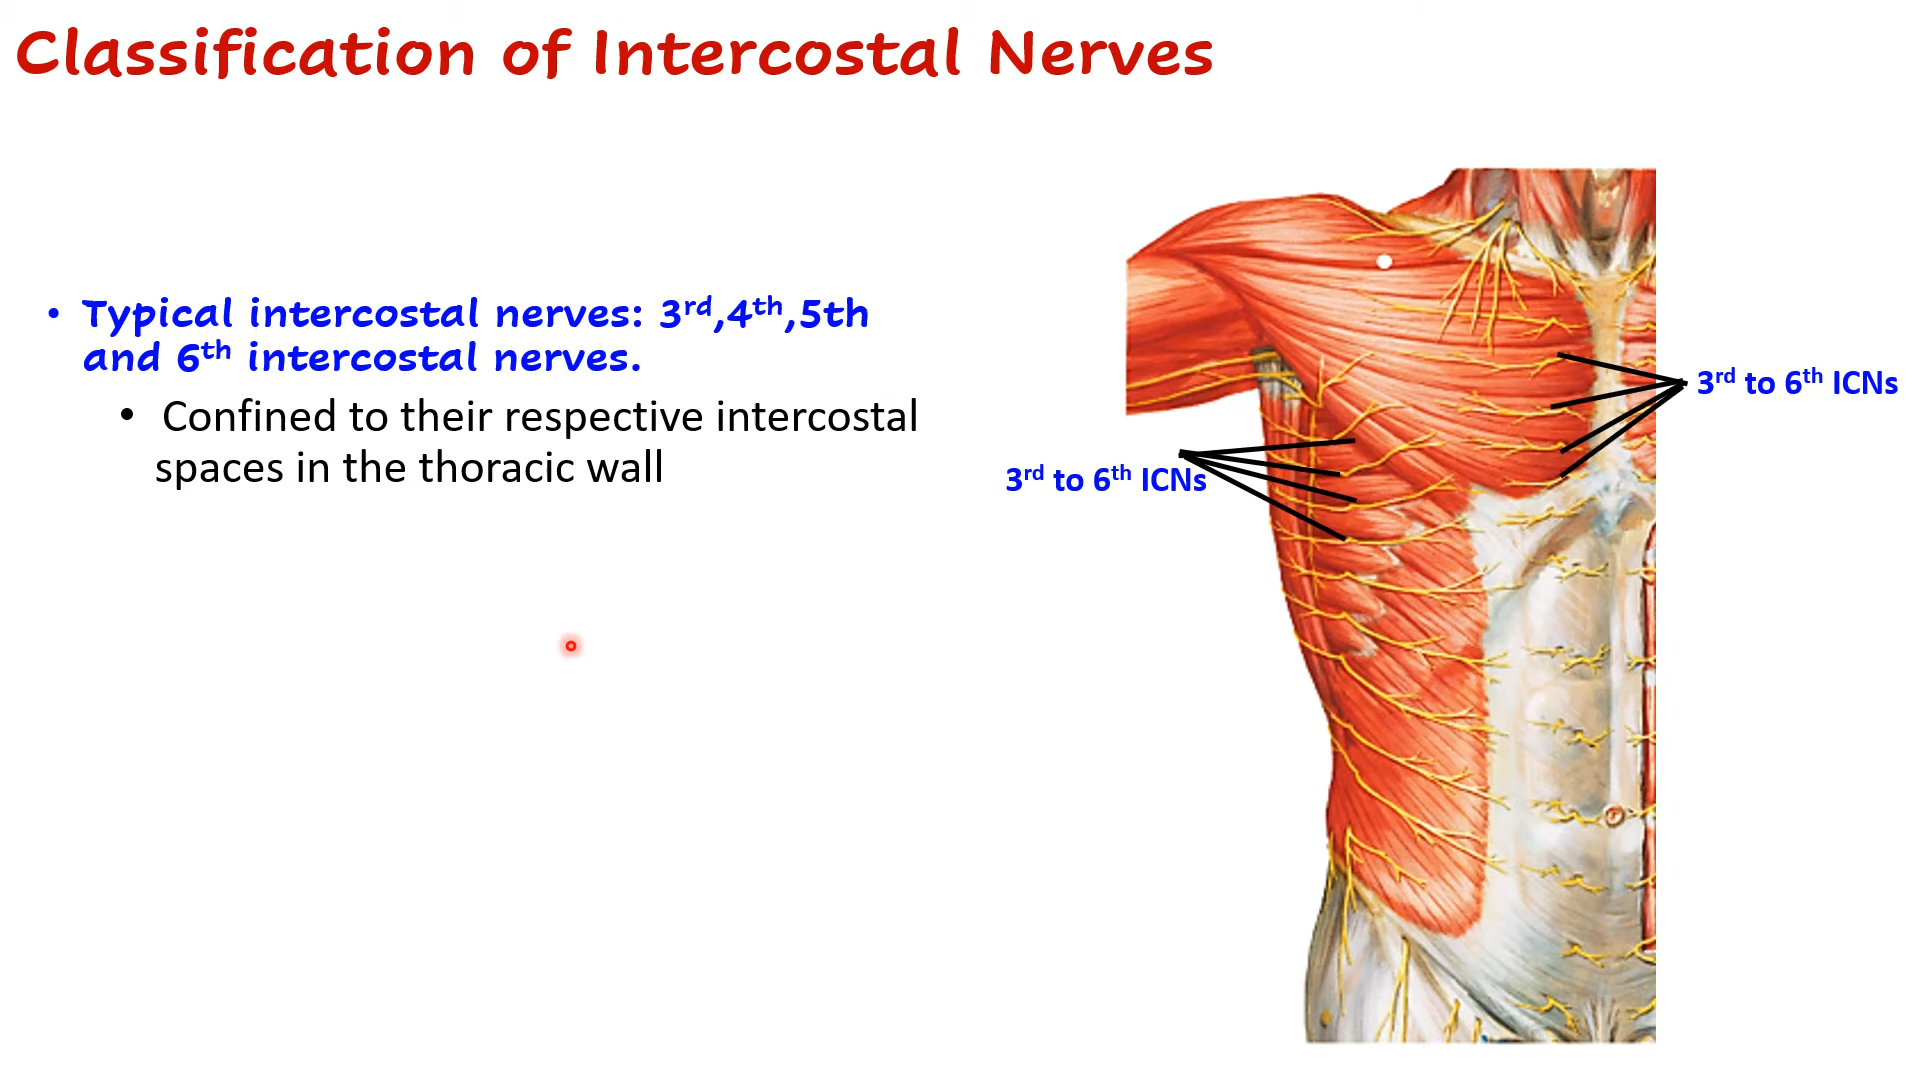 Classification of Intercostal Nerves
• Typical intercostal nerves: 3rd,4th,5th
and 6th intercostal nerves.
• Confined to their respective intercostal
spaces in the thoracic wall
3rd to 6th ICNs
3rd to 6th ICNs